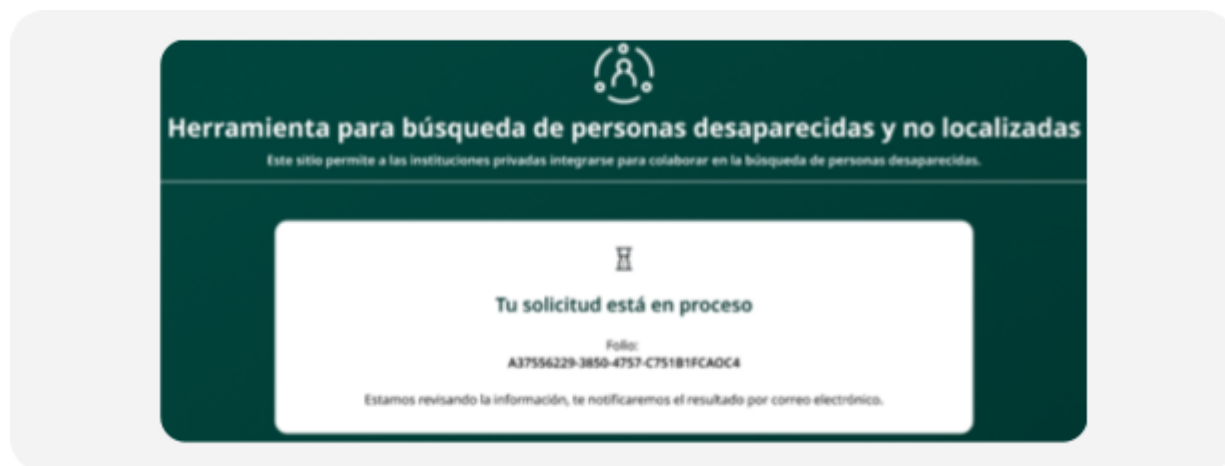 Herramienta para búsqueda de personas desaparecidas y no localizadas
Este sitio permite a las instituciones privadas integrarse para colaborar en la búsqueda de personas desaparecidas.
Tu solicitud está en proceso
Folio:
A37556229-3850-4757-C751B1FCAOC4
Estamos revisando la información, te notificaremos el resultado por correo electrónico.